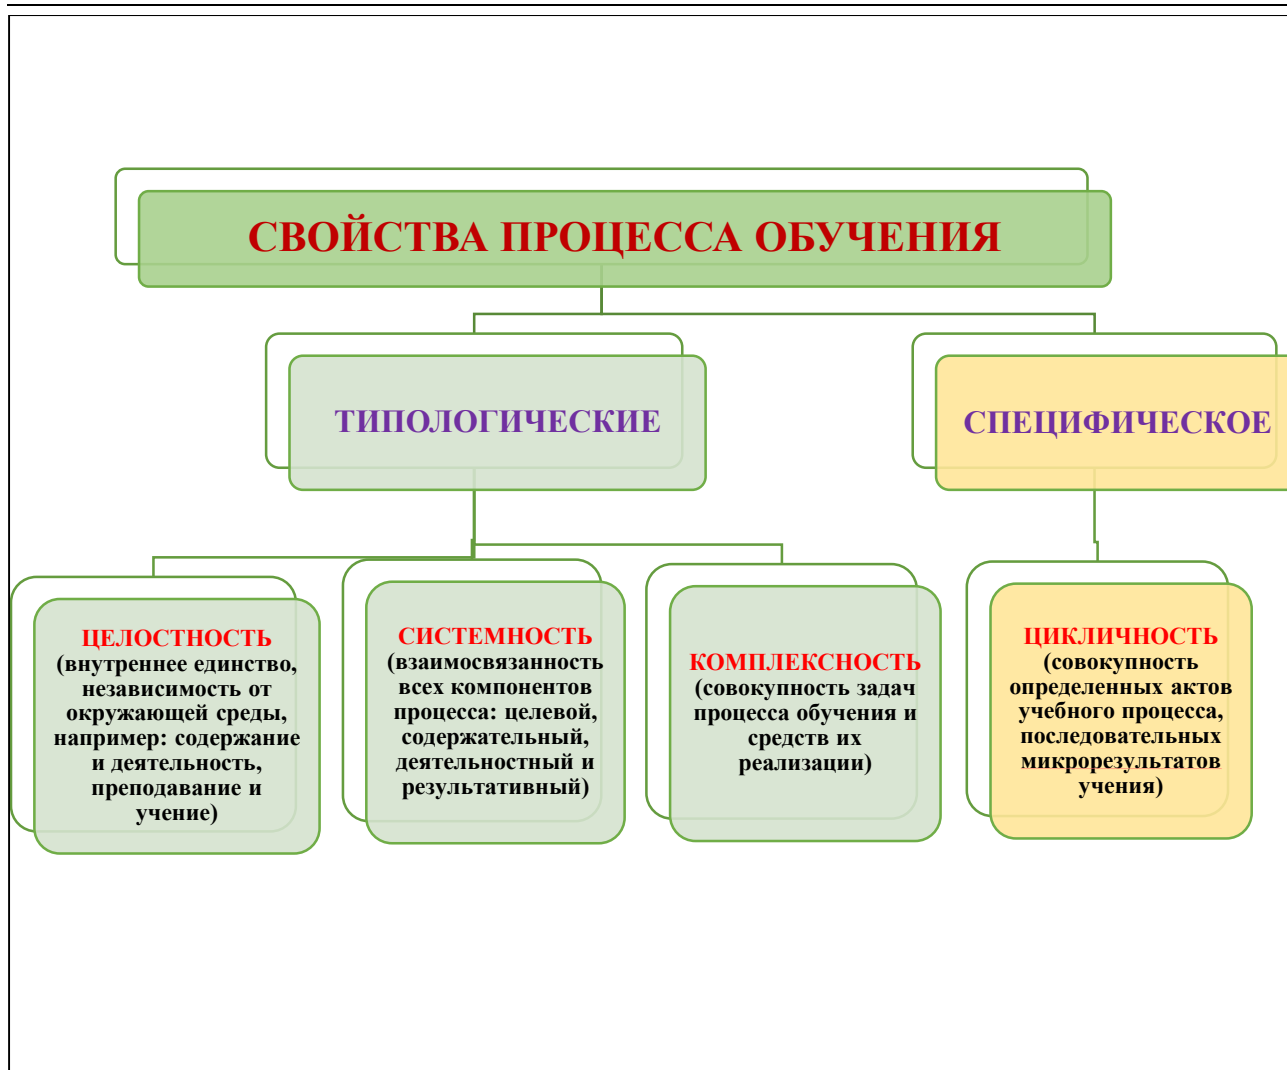 СВОЙСТВА ПРОЦЕССА ОБУЧЕНИЯ
ТИПОЛОГИЧЕСКИЕ
СПЕЦИФИЧЕСКОЕ
ЦЕЛОСТНОСТЬ
(внутреннее единство,
независимость от
окружающей среды,
например: содержание
и деятельность,
преподавание и
учение)
СИСТЕМНОСТЬ
(взаимосвязанность
всех компонентов
процесса: целевой,
содержательный,
деятельностный и
результативный)
КОМПЛЕКСНОСТЬ
(совокупность задач
процесса обучения и
средств их
реализации)
ЦИКЛИЧНОСТЬ
(совокупность
определенных актов
учебного процесса,
последовательных
микрорезультатов
учения)